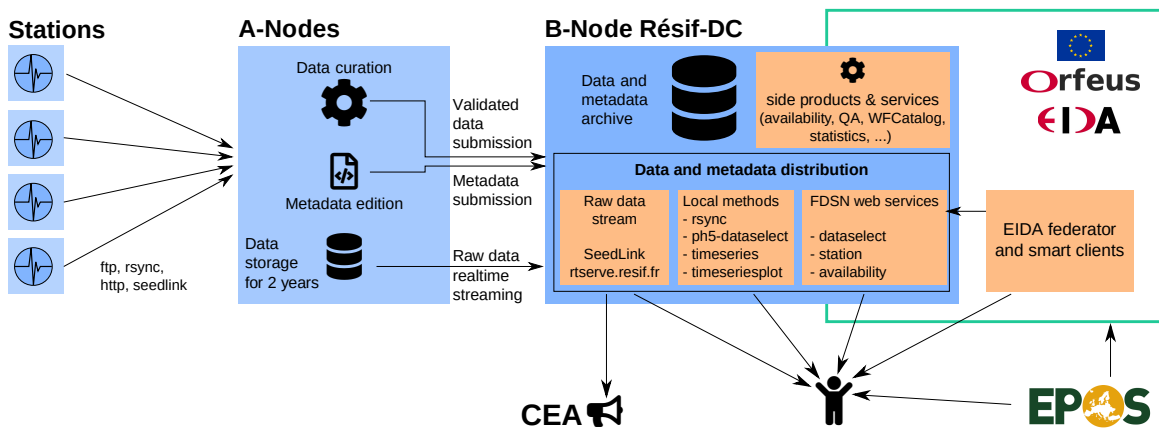 Stations
ftp, rsync,
http, seedlink
A-Nodes
Data curation
Metadata edition
Data
storage
for 2 years
Validated
data
submission
Metadata
submission
Raw data
realtime
streaming
B-Node Résif-DC
Data and
metadata
archive
side products & services
(availability, QA, WFCatalog,
statistics, ...)
Data and metadata distribution
Raw data
stream
SeedLink
rtserve.resif.fr
Local methods
- rsync
- ph5-dataselect
- timeseries
- timeseriesplot
FDSN web services
- dataselect
- station
- availability
Orfeus
EIDA
EIDA federator
and smart clients
CEA
EPOS